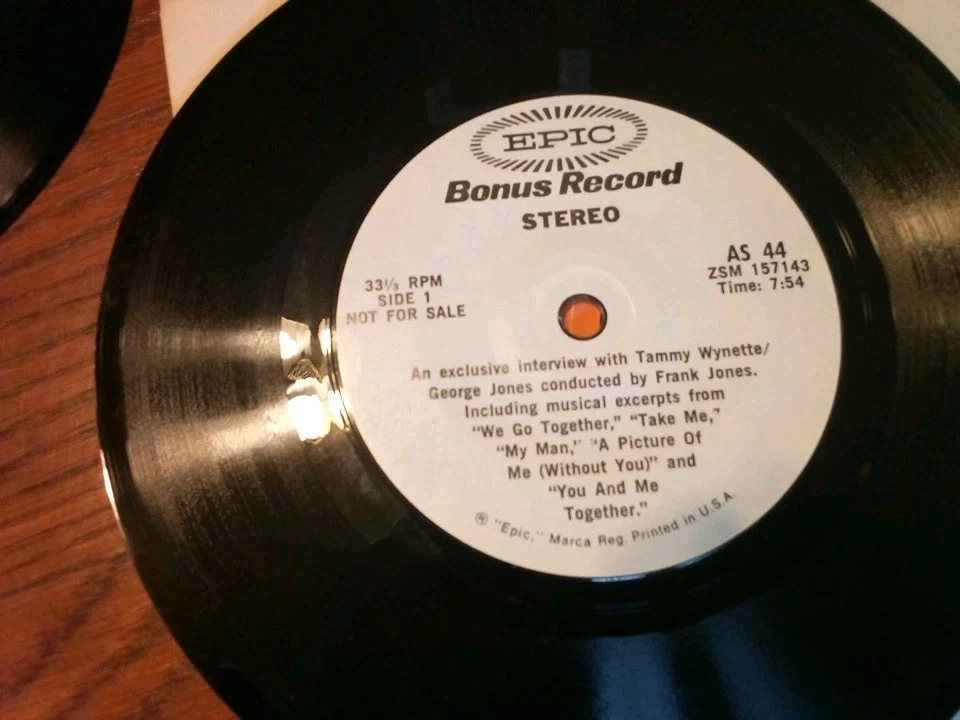 EPIC
Bonus Record
STEREO
33⅓ RPM
SIDE 1
NOT FOR SALE
AS 44
ZSM 157143
Time: 7:54
An exclusive interview with Tammy Wynette/
George Jones conducted by Frank Jones.
Including musical excerpts from
“We Go Together,” “Take Me,”
“My Man,” “A Picture Of
Me (Without You)” and
“You And Me
Together.”
® “Epic,” Marca Reg. Printed in U.S.A.